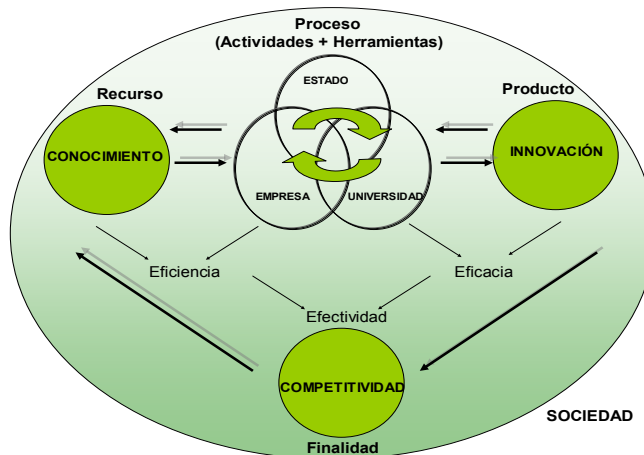 Proceso
(Actividades + Herramientas)
ESTADO
Recurso
Producto
CONOCIMIENTO
INNOVACIÓN
EMPRESA
UNIVERSIDAD
Eficiencia
Eficacia
Efectividad
COMPETITIVIDAD
SOCIEDAD
Finalidad